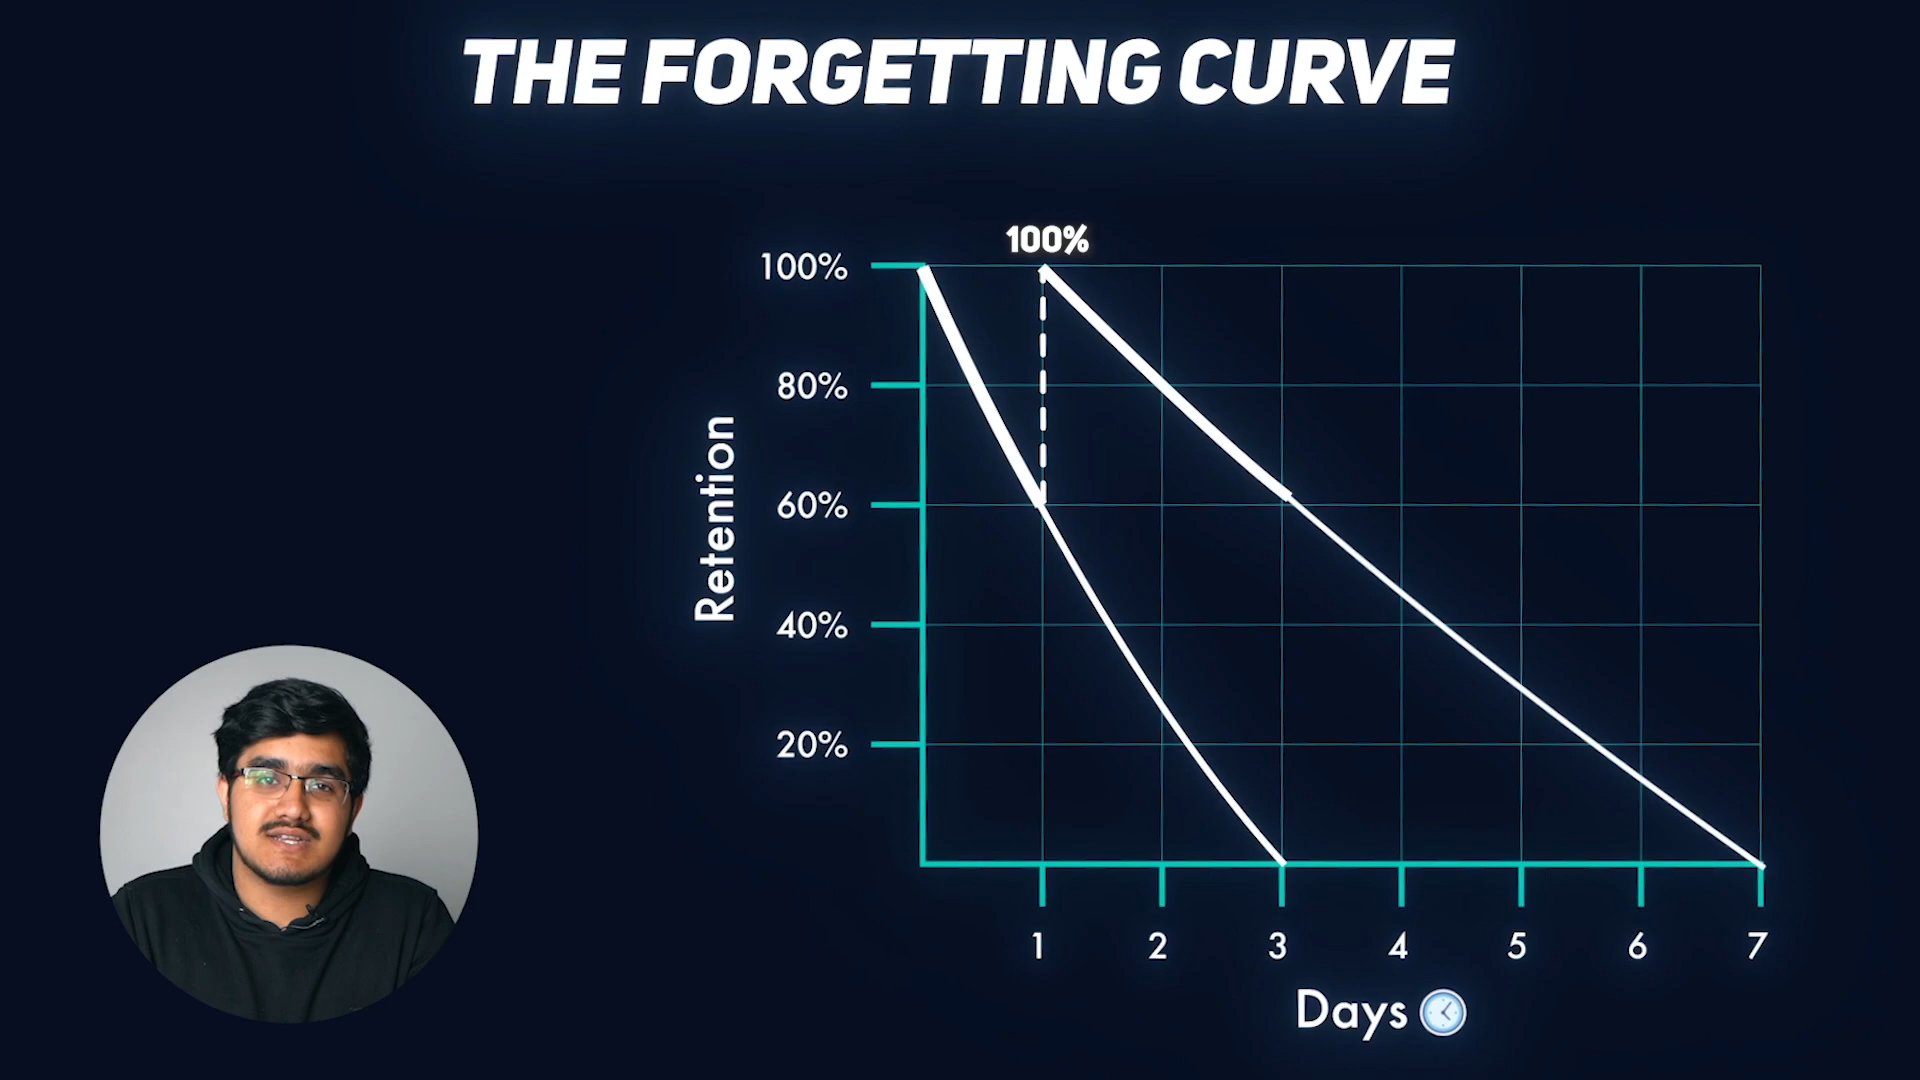 THE FORGETTING CURVE
100%
100%
80%
60%
40%
20%
Retention
1 2 3 4 5 6 7
Days